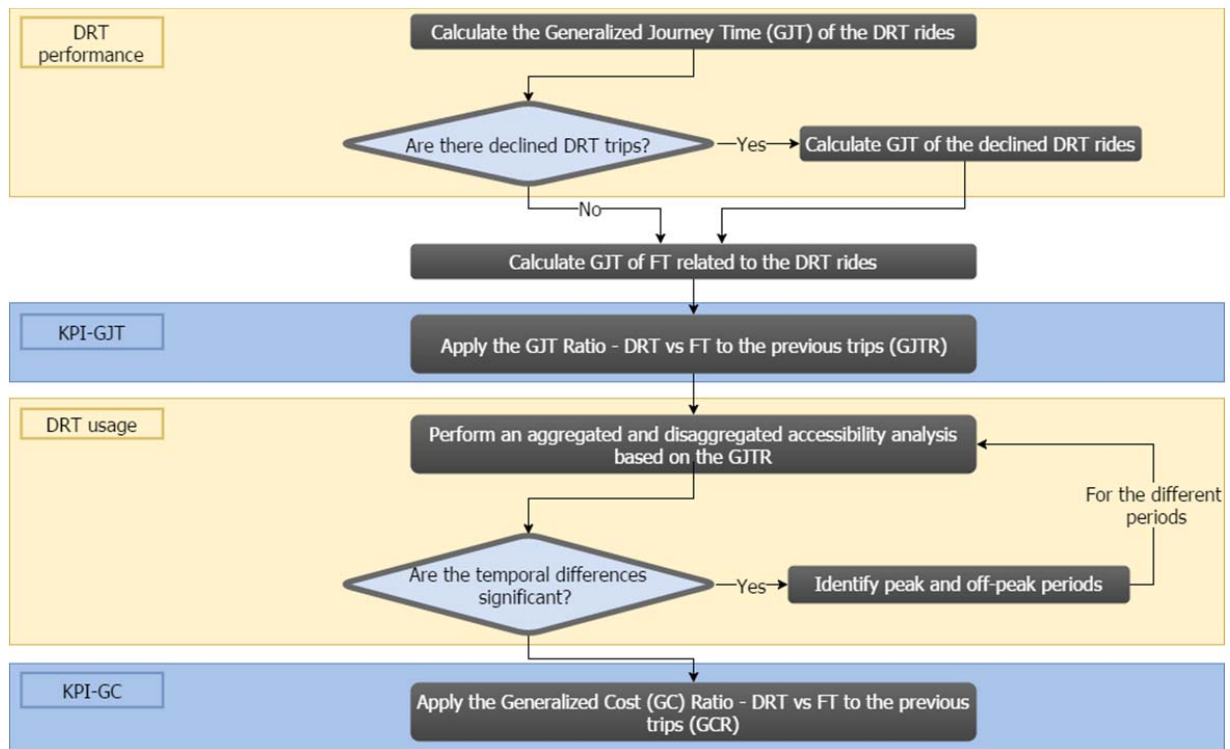 DRT
performance
Calculate the Generalized Journey Time (GJT) of the DRT rides
Are there declined DRT trips?
Yes
Calculate GJT of the declined DRT rides
No
Calculate GJT of FT related to the DRT rides
KPI-GJT
Apply the GJT Ratio - DRT vs FT to the previous trips (GJTR)
DRT usage
Perform an aggregated and disaggregated accessibility analysis
based on the GJTR
For the different
periods
Are the temporal differences
significant?
Yes
Identify peak and off-peak periods
KPI-GC
Apply the Generalized Cost (GC) Ratio - DRT vs FT to the previous
trips (GCR)